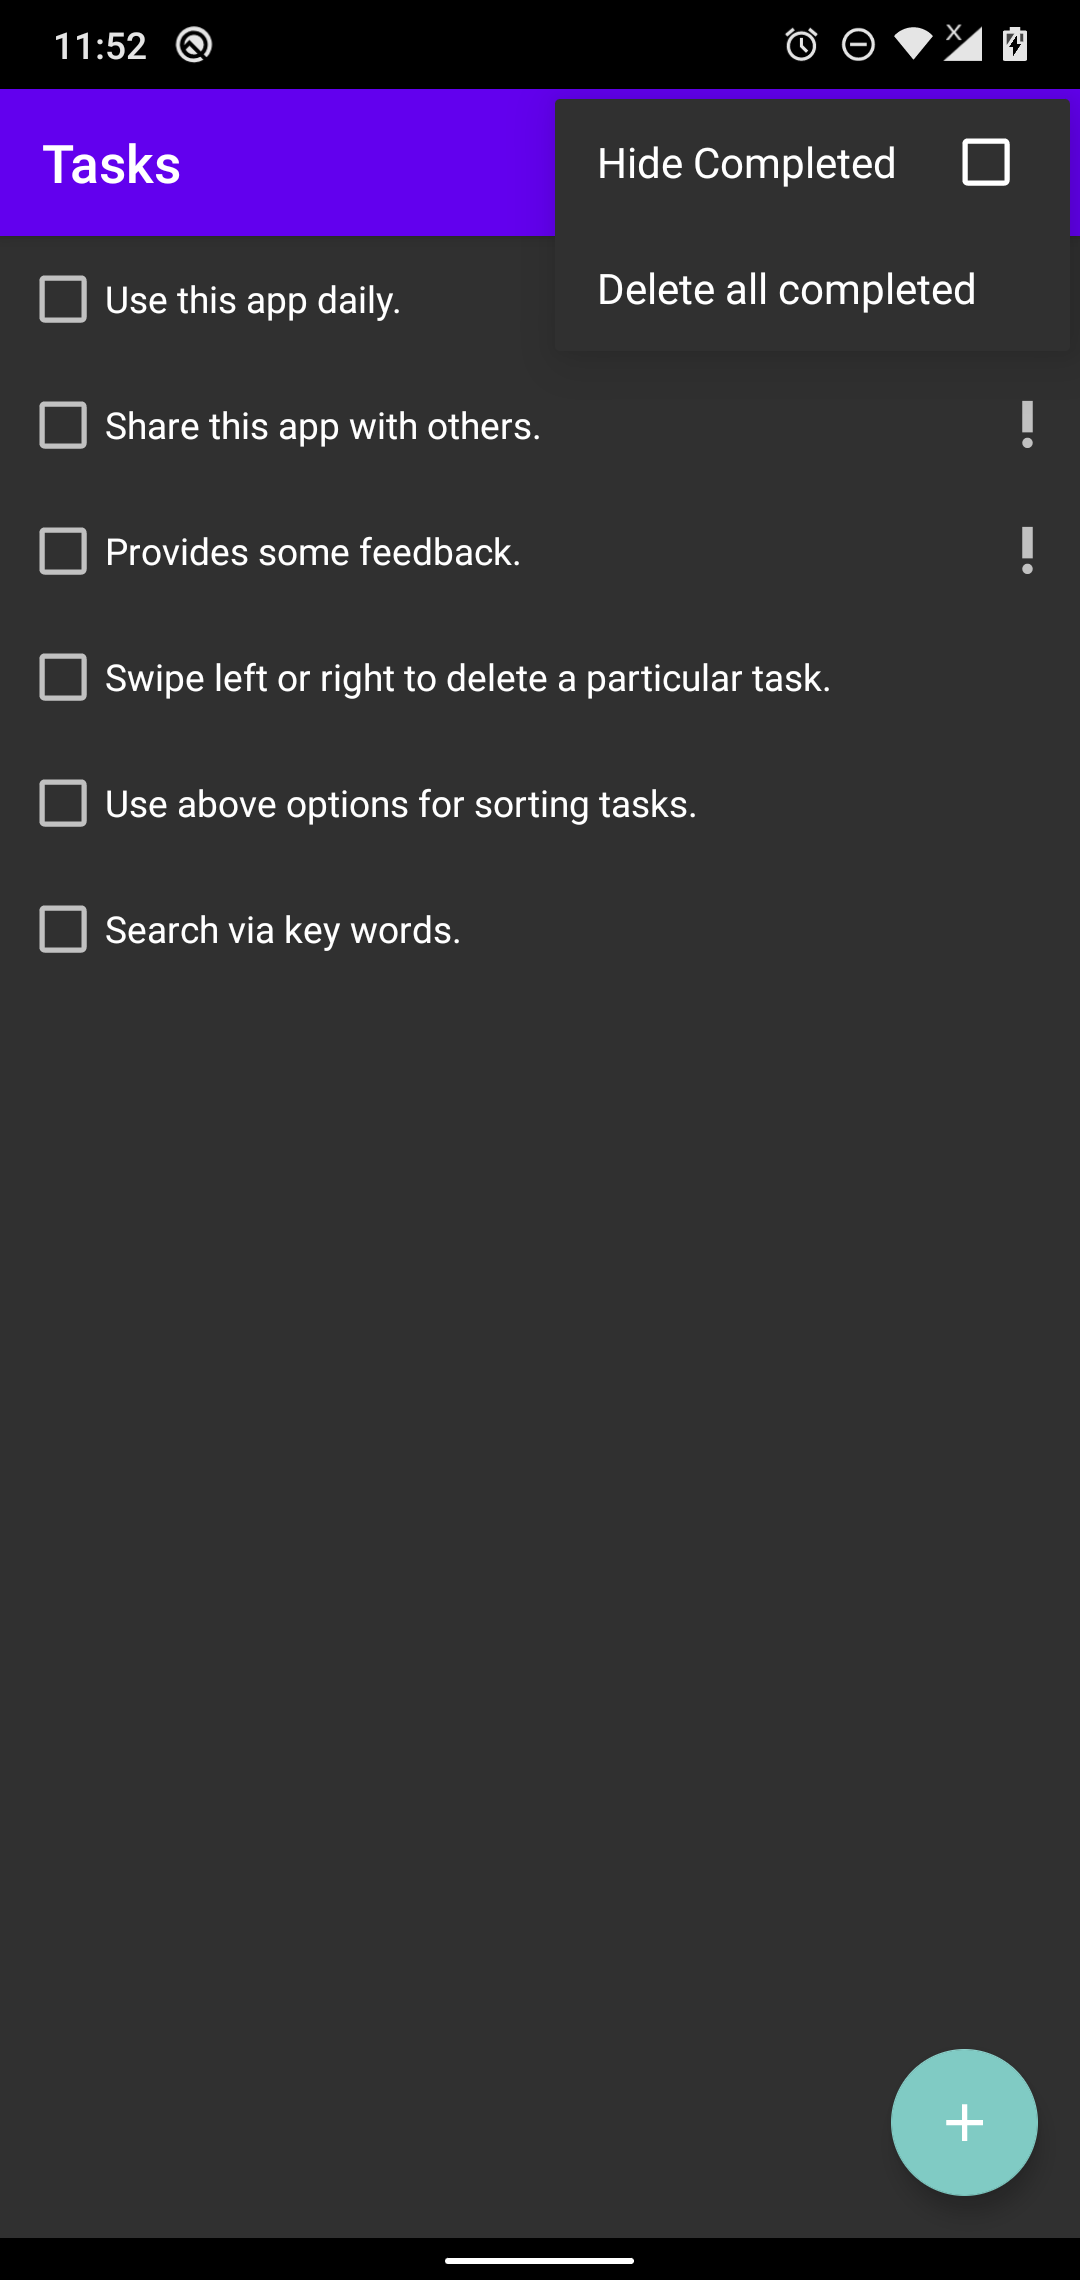 11:52
Tasks
Hide Completed
Delete all completed
Use this app daily.
Share this app with others.
Provides some feedback.
Swipe left or right to delete a particular task.
Use above options for sorting tasks.
Search via key words.